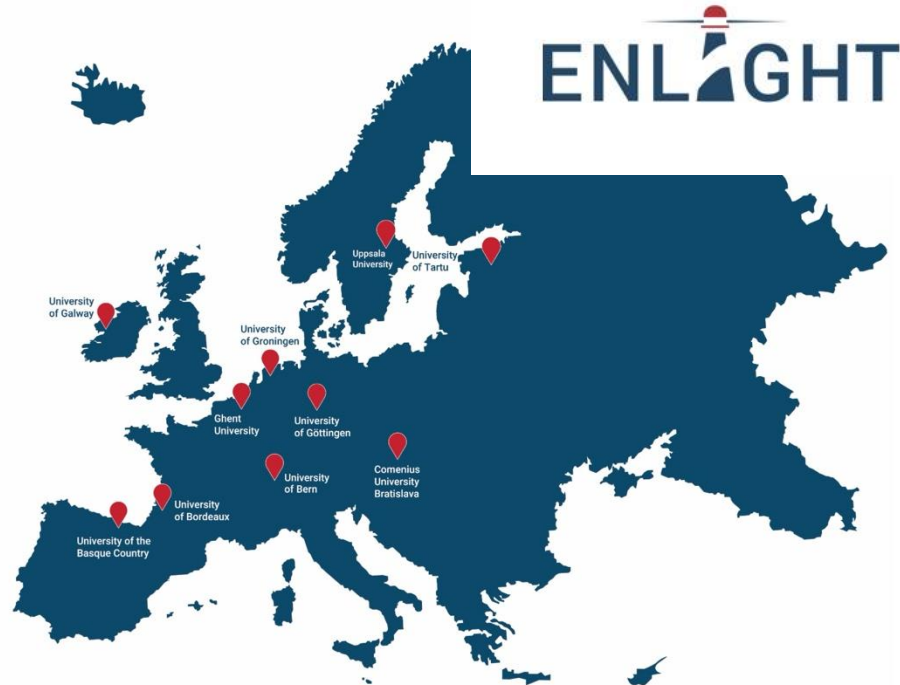 ENLIGHT
Uppsala
University
University
of Tartu
University
of Galway
University
of Groningen
Ghent
University
University
of Göttingen
Comenius
University
Bratislava
University
of Bern
University
of Bordeaux
University of the
Basque Country